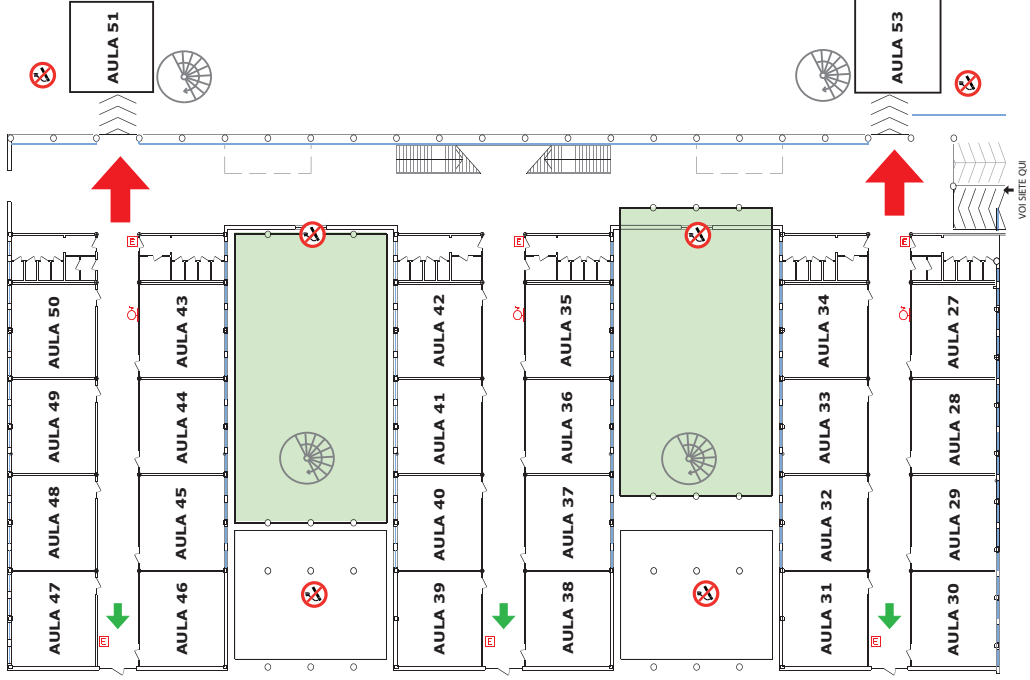 AULA 51
AULA 53
VOI SIETE QUI
E
E
E
AULA 50
AULA 43
AULA 42
AULA 35
AULA 34
AULA 27
AULA 49
AULA 44
AULA 41
AULA 36
AULA 33
AULA 28
AULA 48
AULA 45
AULA 40
AULA 37
AULA 32
AULA 29
AULA 47
AULA 46
AULA 39
AULA 38
AULA 31
AULA 30
E
E
E